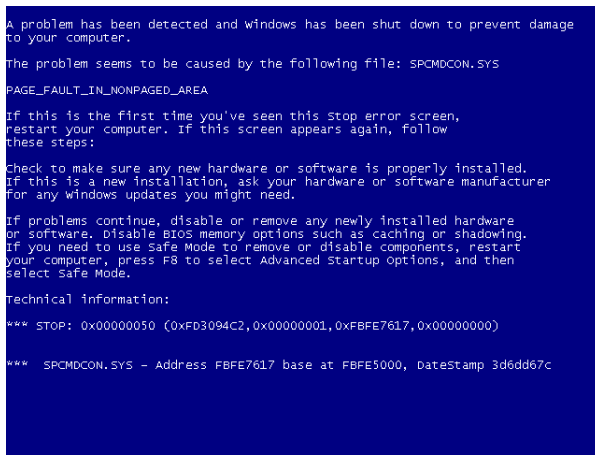 A problem has been detected and Windows has been shut down to prevent damage
to your computer.
The problem seems to be caused by the following file: SPCMDCON.SYS
PAGE_FAULT_IN_NONPAGED_AREA
If this is the first time you've seen this Stop error screen,
restart your computer. If this screen appears again, follow
these steps:
Check to make sure any new hardware or software is properly installed.
If this is a new installation, ask your hardware or software manufacturer
for any Windows updates you might need.
If problems continue, disable or remove any newly installed hardware
or software. Disable BIOS memory options such as caching or shadowing.
If you need to use Safe Mode to remove or disable components, restart
your computer, press F8 to select Advanced Startup Options, and then
select Safe Mode.
Technical information:
*** STOP: 0x00000050 (0xFD3094C2,0x00000001,0xFBFE7617,0x00000000)
*** SPCMDCON.SYS - Address FBFE7617 base at FBFE5000, DateStamp 3d6dd67c